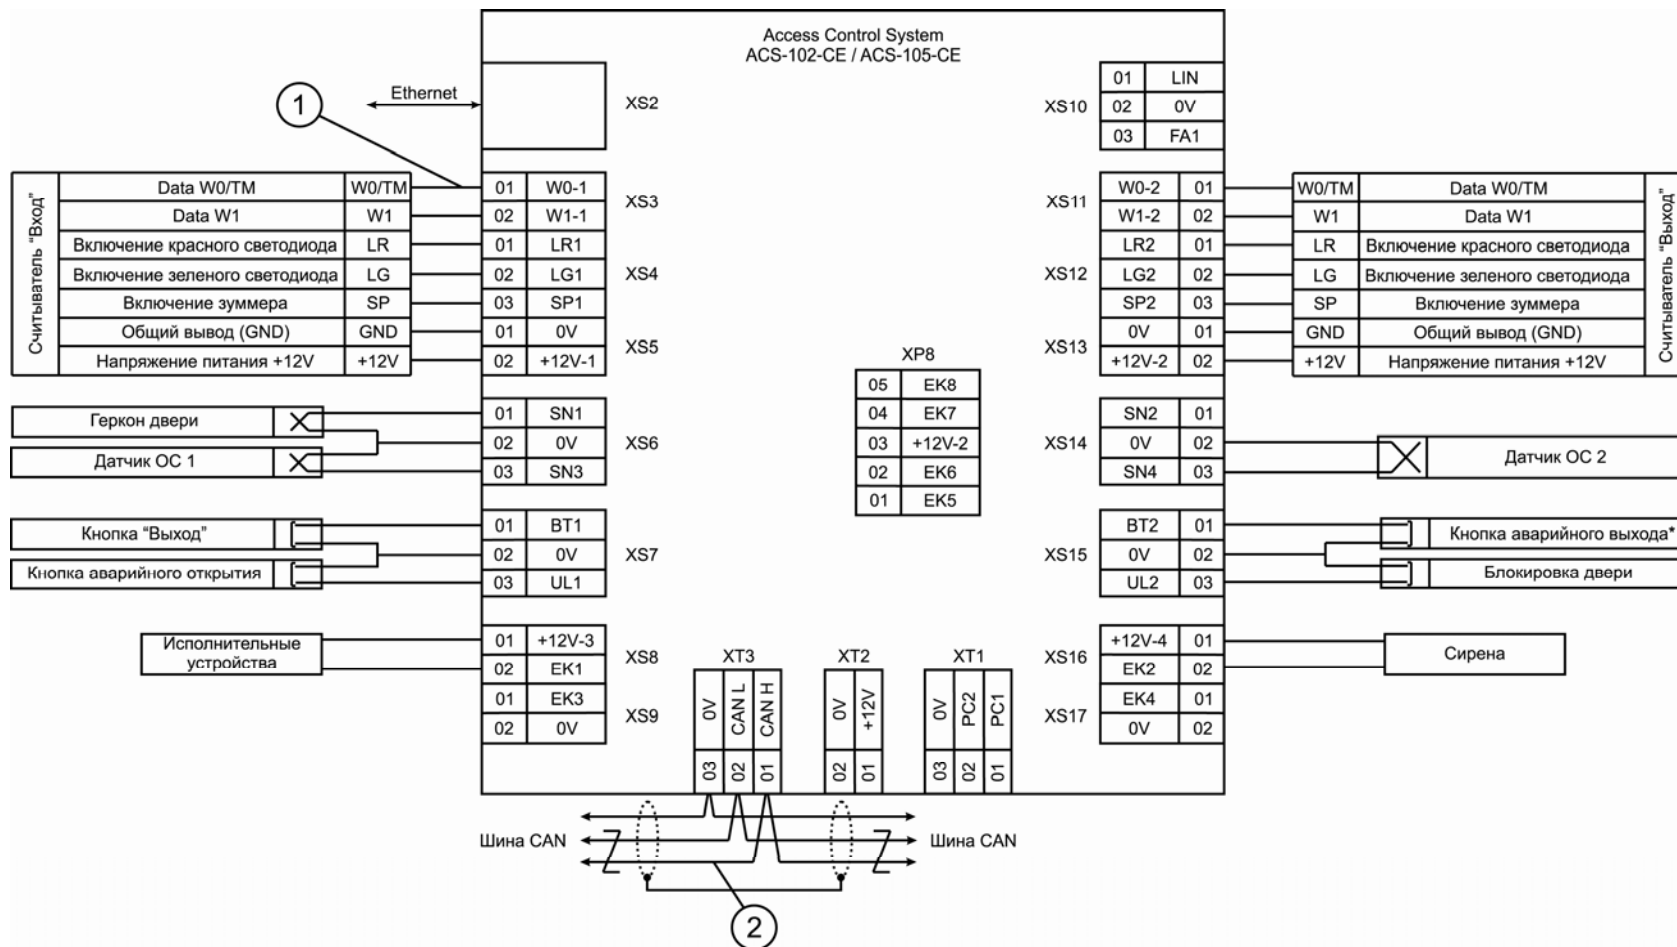 Access Control System
ACS-102-CE / ACS-105-CE
1
Ethernet
XS2
XS10
01 LIN
02 0V
03 FA1
Считыватель "Вход"
Data W0/TM W0/TM 01 W0-1
Data W1 W1 02 W1-1
XS3
Включение красного светодиода LR 01 LR1
Включение зеленого светодиода LG 02 LG1
Включение зуммера SP 03 SP1
XS4
Общий вывод (GND) GND 01 0V
Напряжение питания +12V +12V 02 +12V-1
XS5
XS11
W0-2 01 W0/TM Data W0/TM
W1-2 02 W1 Data W1
XS12
LR2 01 LR Включение красного светодиода
LG2 02 LG Включение зеленого светодиода
SP2 03 SP Включение зуммера
XS13
0V 01 GND Общий вывод (GND)
+12V-2 02 +12V Напряжение питания +12V
Считыватель "Выход"
XP8
05 EK8
04 EK7
03 +12V-2
02 EK6
01 EK5
Геркон двери
Датчик ОС 1
01 SN1
02 0V
03 SN3
XS6
XS14
SN2 01
0V 02
SN4 03
Датчик ОС 2
Кнопка "Выход"
Кнопка аварийного открытия
01 BT1
02 0V
03 UL1
XS7
XS15
BT2 01
0V 02
UL2 03
Кнопка аварийного выхода*
Блокировка двери
Исполнительные
устройства
01 +12V-3
02 EK1
XS8
01 EK3
02 0V
XS9
XS16
+12V-4 01
EK2 02
Сирена
XS17
EK4 01
0V 02
XT3
0V CAN L CAN H
03 02 01
XT2
0V +12V
02 01
XT1
0V PC2 PC1
03 02 01
Шина CAN
Шина CAN
2